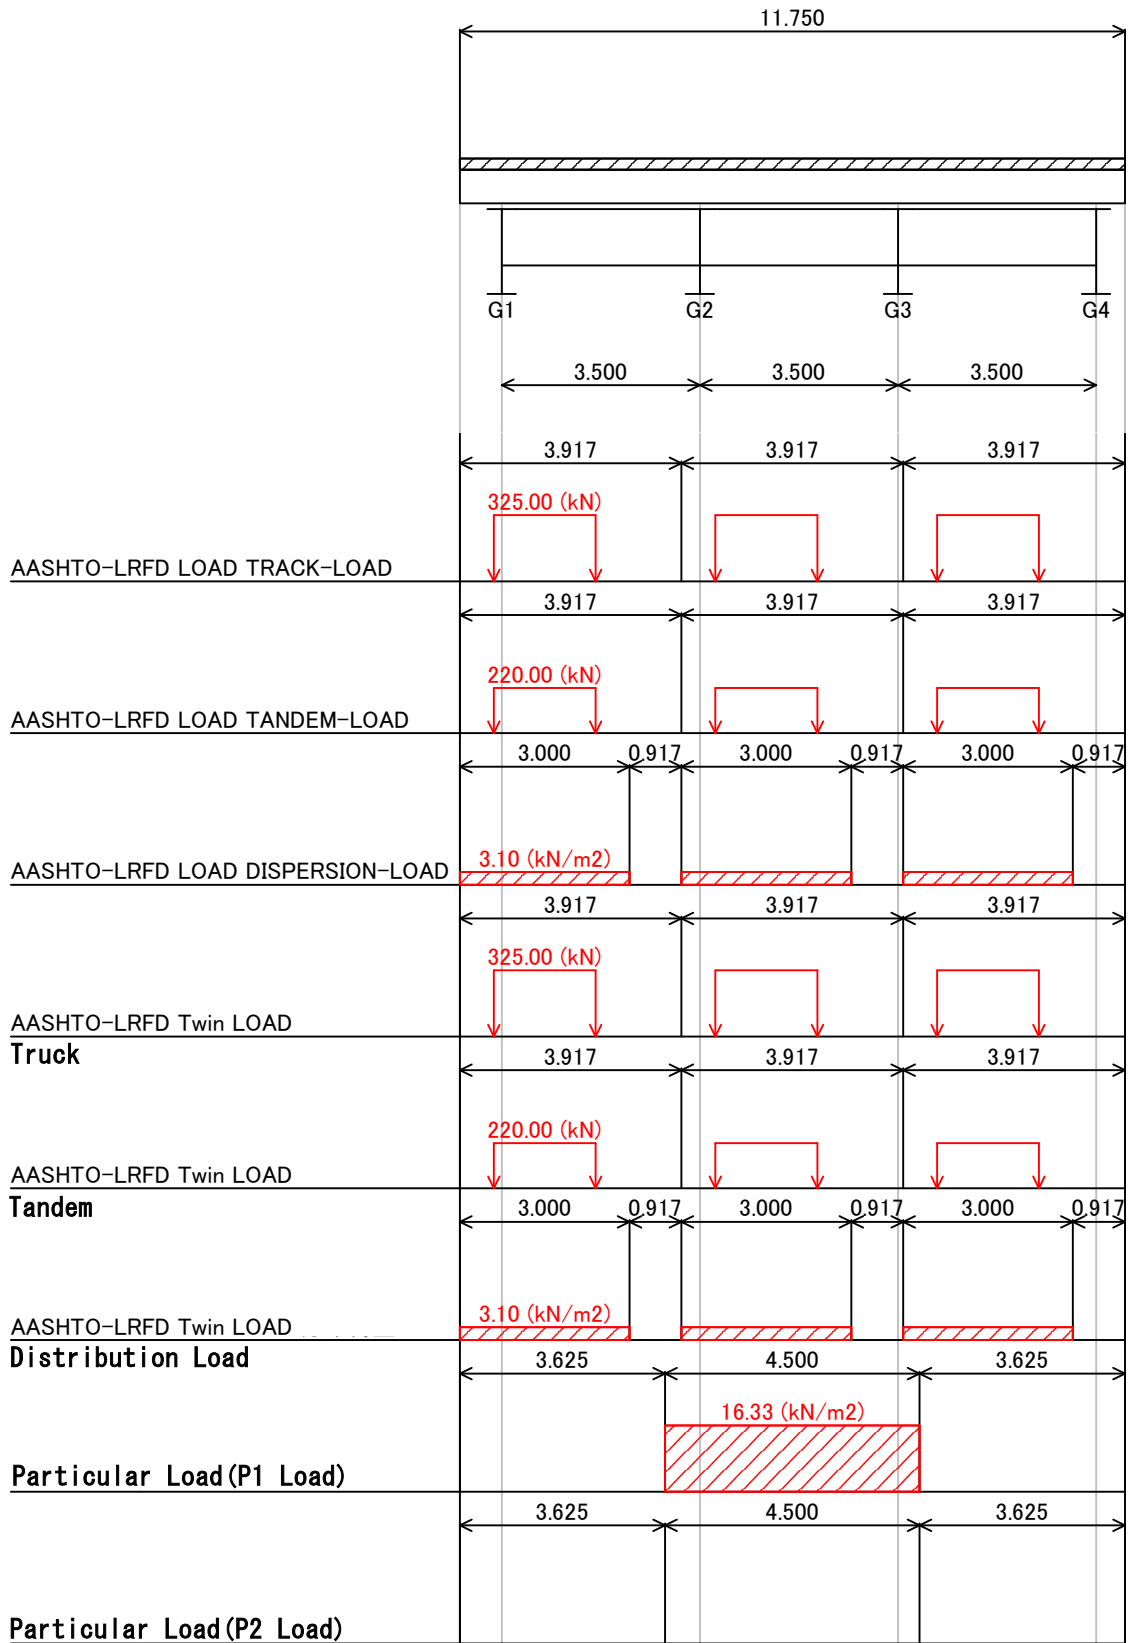 11.750
G1 G2 G3 G4
3.500 3.500 3.500
3.917 3.917 3.917
325.00 (kN)
AASHTO-LRFD LOAD TRACK-LOAD
3.917 3.917 3.917
220.00 (kN)
AASHTO-LRFD LOAD TANDEM-LOAD
3.000 0.917 3.000 0.917 3.000 0.917
3.10 (kN/m2)
AASHTO-LRFD LOAD DISPERSION-LOAD
3.917 3.917 3.917
325.00 (kN)
AASHTO-LRFD Twin LOAD
Truck
3.917 3.917 3.917
220.00 (kN)
AASHTO-LRFD Twin LOAD
Tandem
3.000 0.917 3.000 0.917 3.000 0.917
3.10 (kN/m2)
AASHTO-LRFD Twin LOAD
Distribution Load
3.625 4.500 3.625
16.33 (kN/m2)
Particular Load(P1 Load)
3.625 4.500 3.625
Particular Load(P2 Load)